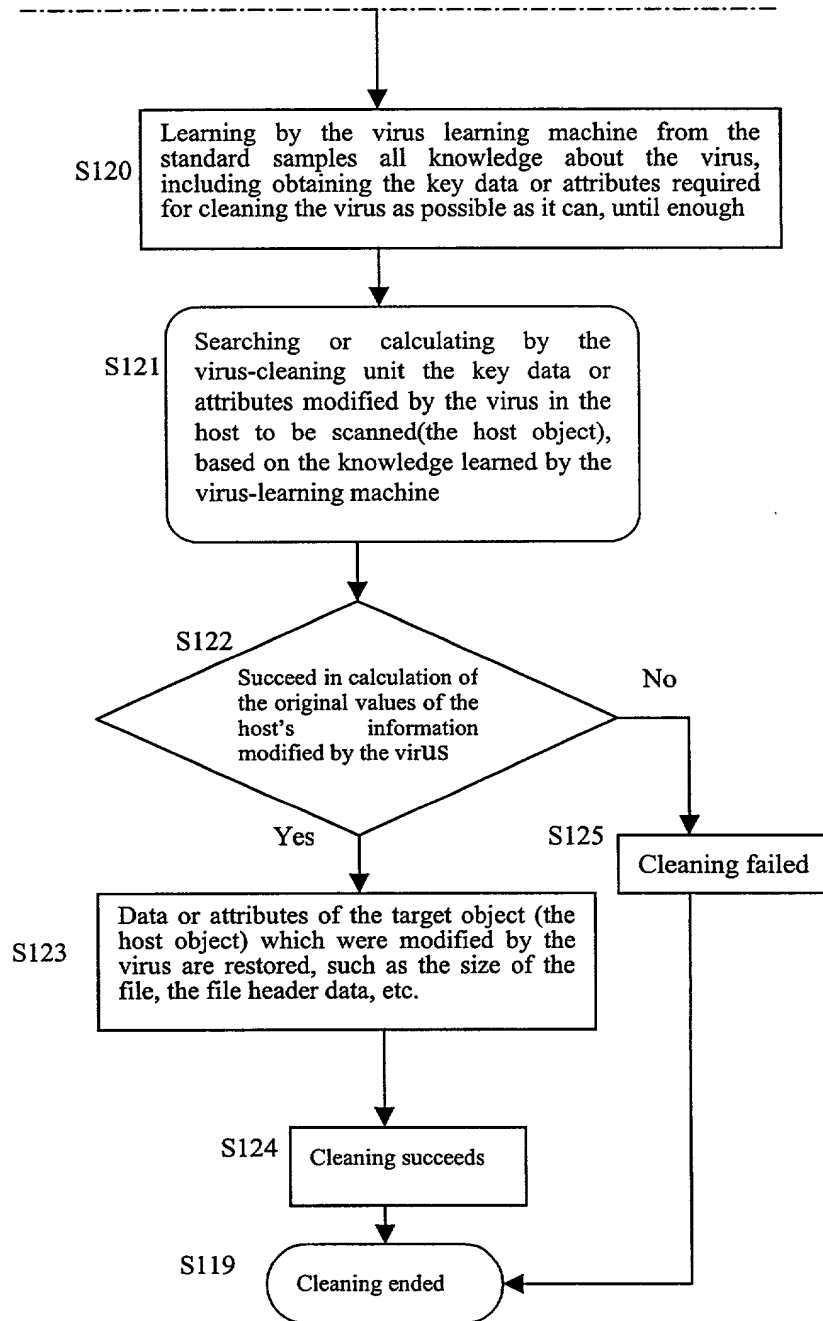 Learning by the virus learning machine from the
S120
standard samples all knowledge about the virus,
including obtaining the key data or attributes required
for cleaning the virus as possible as it can, until enough
S121
Searching or calculating by the
virus-cleaning unit the key data or
attributes modified by the virus in the
host to be scanned(the host object),
based on the knowledge learned by the
virus-learning machine
S122
Succeed in calculation of
the original values of the
host's information
modified by the virUS
No
Yes
S125
Cleaning failed
S123
Data or attributes of the target object (the
host object) which were modified by the
virus are restored, such as the size of the
file, the file header data, etc.
S124
Cleaning succeeds
S119
Cleaning ended